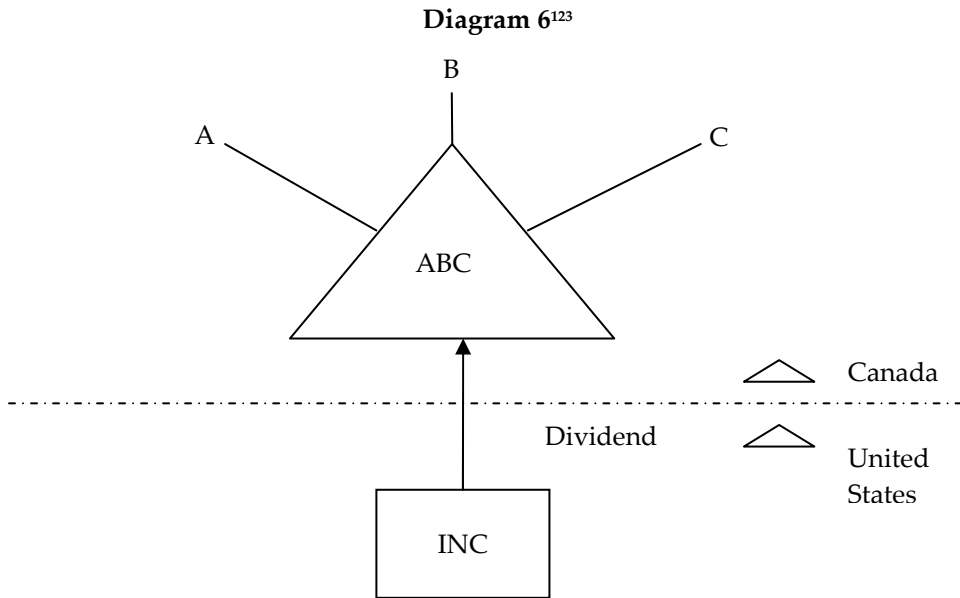 Diagram 6¹²³
B
A
C
ABC
Canada
Dividend
United
States
INC